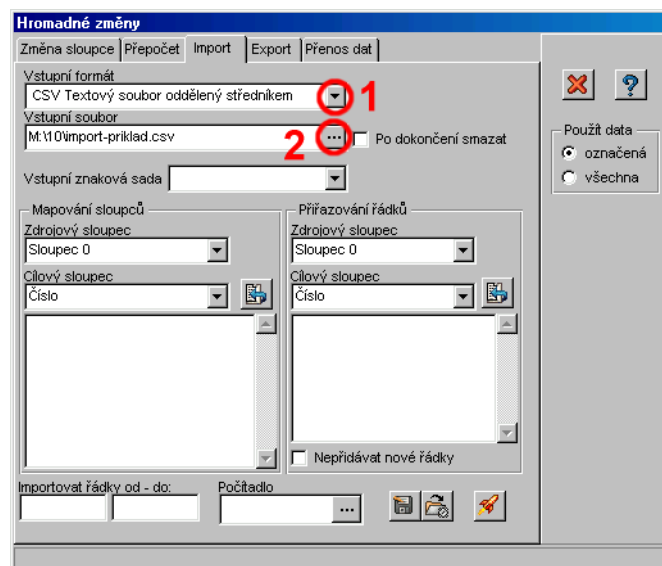 Hromadné změny
Změna sloupce Přepočet Import Export Přenos dat
Vstupní formát
CSV Textový soubor oddělený středníkem 1
Vstupní soubor
M:\10\import-priklad.csv 2 ... Po dokončení smazat
Vstupní znaková sada
Použít data
označená
všechna
Mapování sloupců
Zdrojový sloupec
Sloupec 0
Cílový sloupec
Číslo
Přiřazování řádků
Zdrojový sloupec
Sloupec 0
Cílový sloupec
Číslo
Nepřidávat nové řádky
Importovat řádky od - do: Počítadlo
...